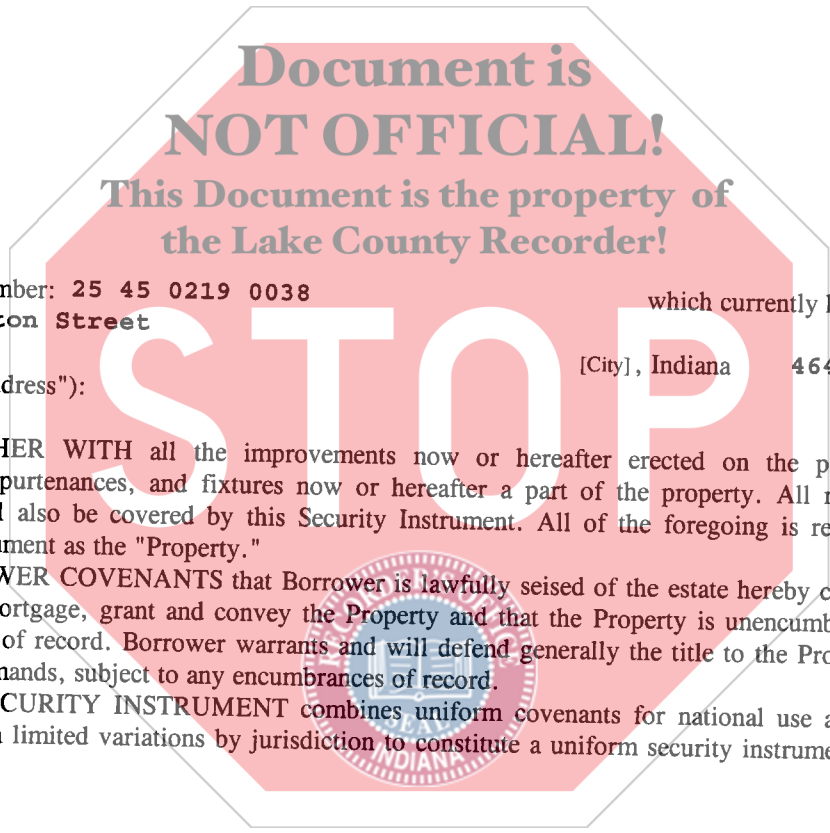 Document is
NOT OFFICIAL!
This Document is the property of
the Lake County Recorder!
mber: 25 45 0219 0038 which currently
ton Street
[City], Indiana 464
dress"):
STOP
HER WITH all the improvements now or hereafter erected on the p
purtenances, and fixtures now or hereafter a part of the property. All r
also be covered by this Security Instrument. All of the foregoing is re
ument as the "Property."
WER COVENANTS that Borrower is lawfully seised of the estate hereby c
ortgage, grant and convey the Property and that the Property is unencumb
of record. Borrower warrants and will defend generally the title to the Pro
mands, subject to any encumbrances of record.
CURITY INSTRUMENT combines uniform covenants for national use a
limited variations by jurisdiction to constitute a uniform security instrume
RECORDER'S OFFICE
SEAL
INDIANA